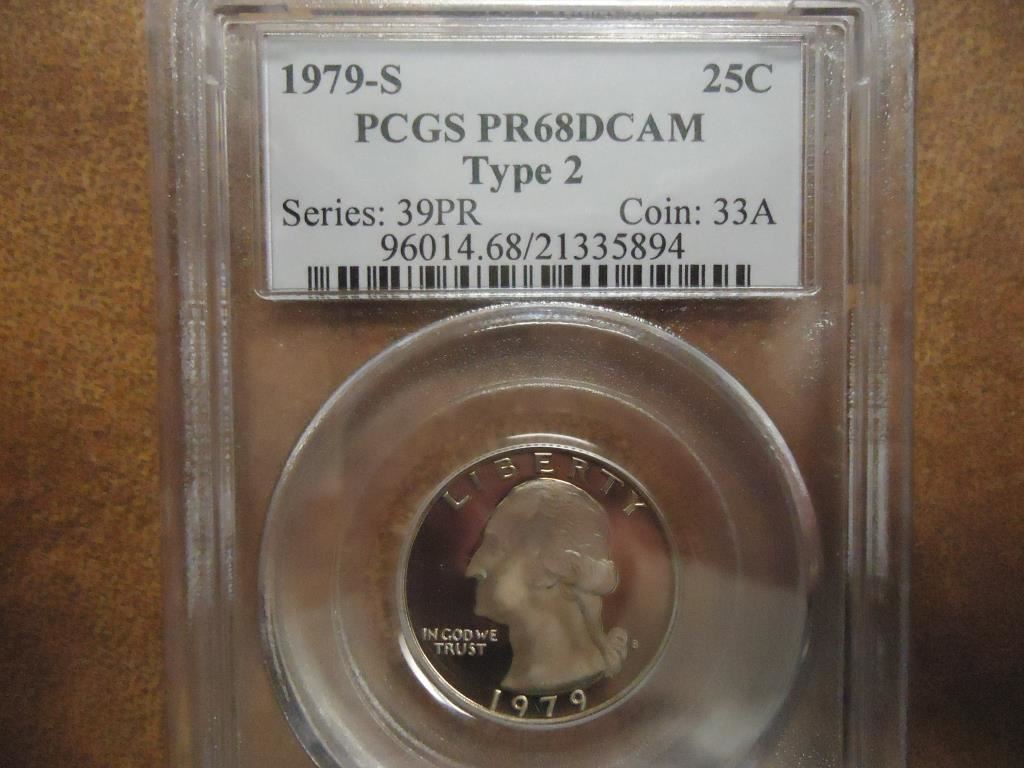 1979-S 25C
PCGS PR68DCAM
Type 2
Series: 39PR Coin: 33A
96014.68/21335894
LIBERTY
IN GOD WE
TRUST
S
1979